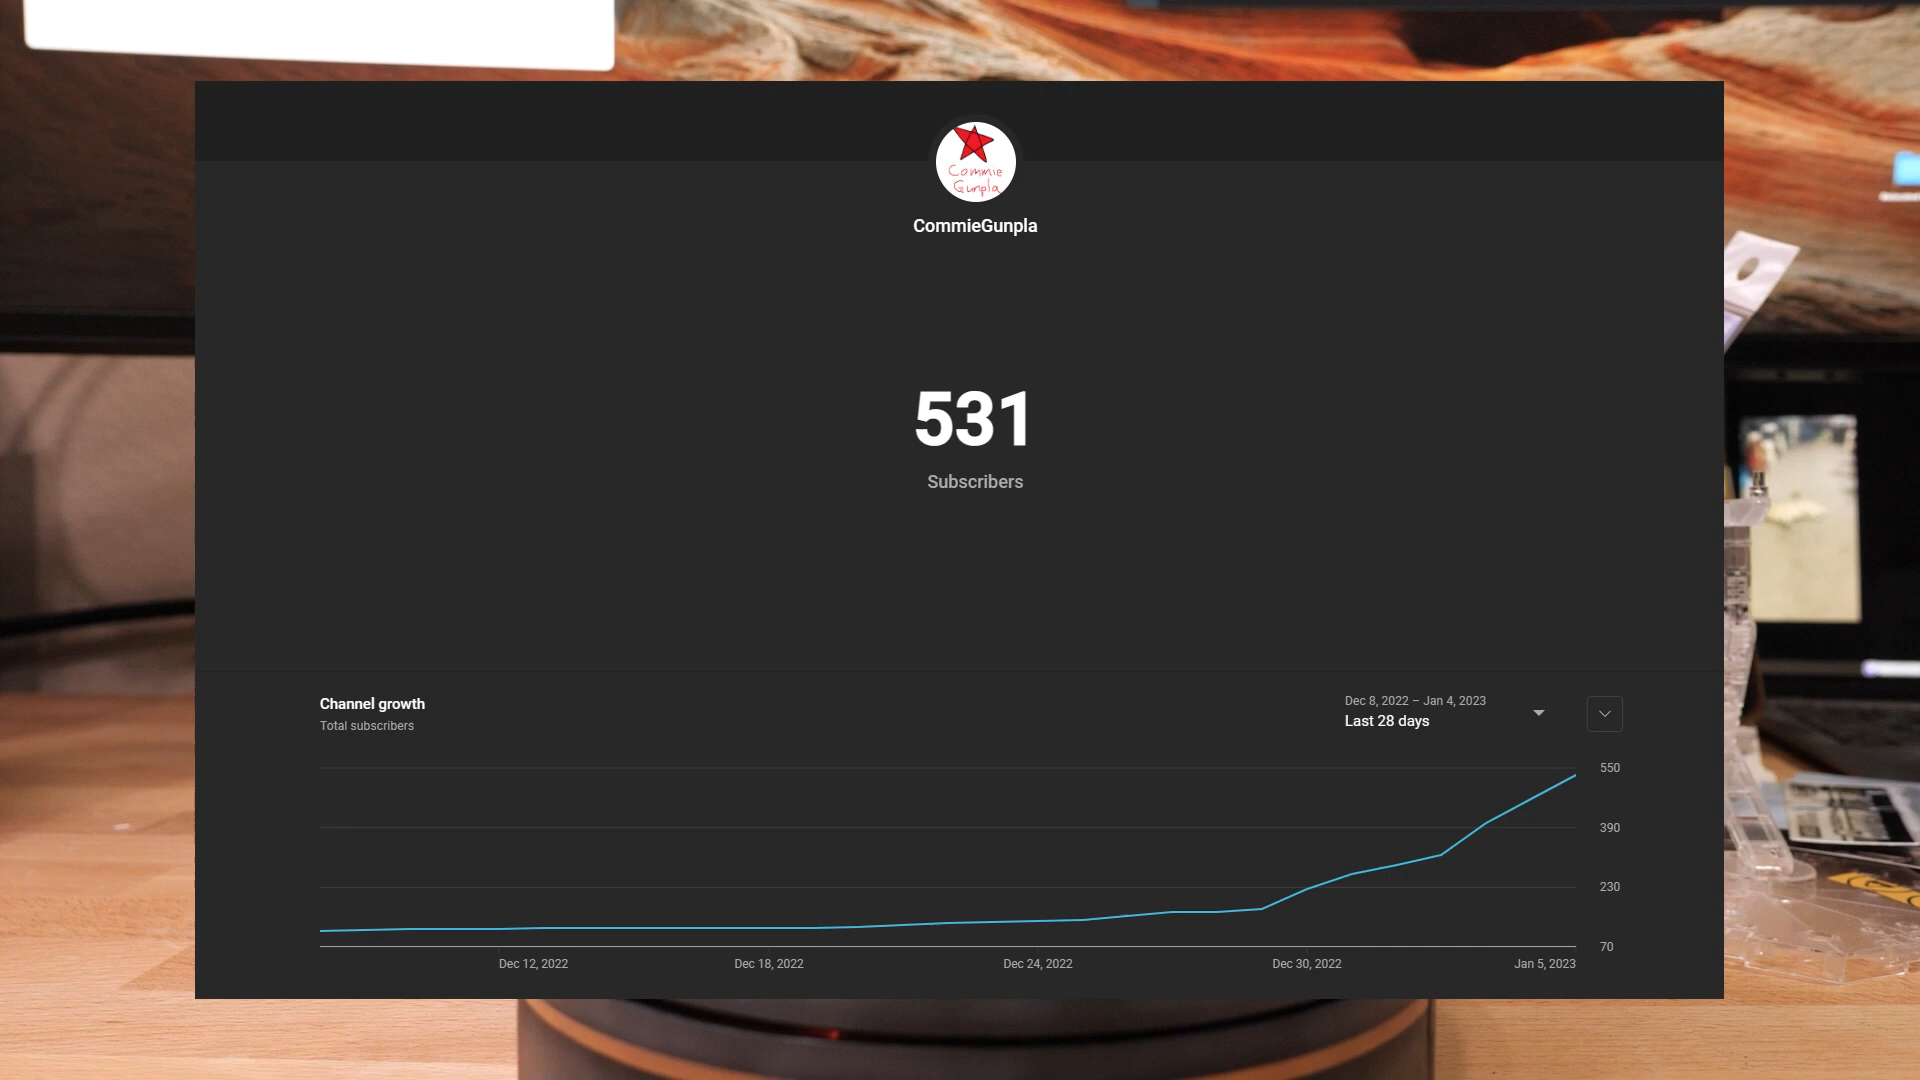 Commie
Gunpla
CommieGunpla
531
Subscribers
Channel growth
Total subscribers
Dec 8, 2022 – Jan 4, 2023
Last 28 days
550
390
230
70
Dec 12, 2022
Dec 18, 2022
Dec 24, 2022
Dec 30, 2022
Jan 5, 2023